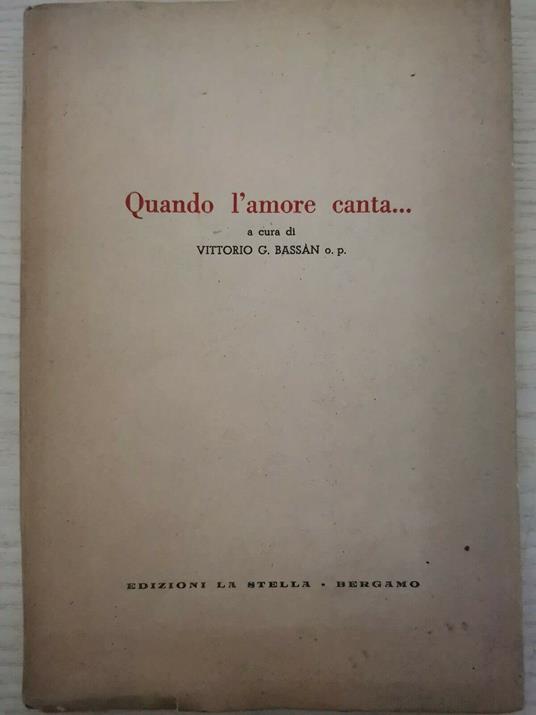 Quando l'amore canta...
a cura di
VITTORIO G. BASSÀN o. p.
EDIZIONI LA STELLA - BERGAMO